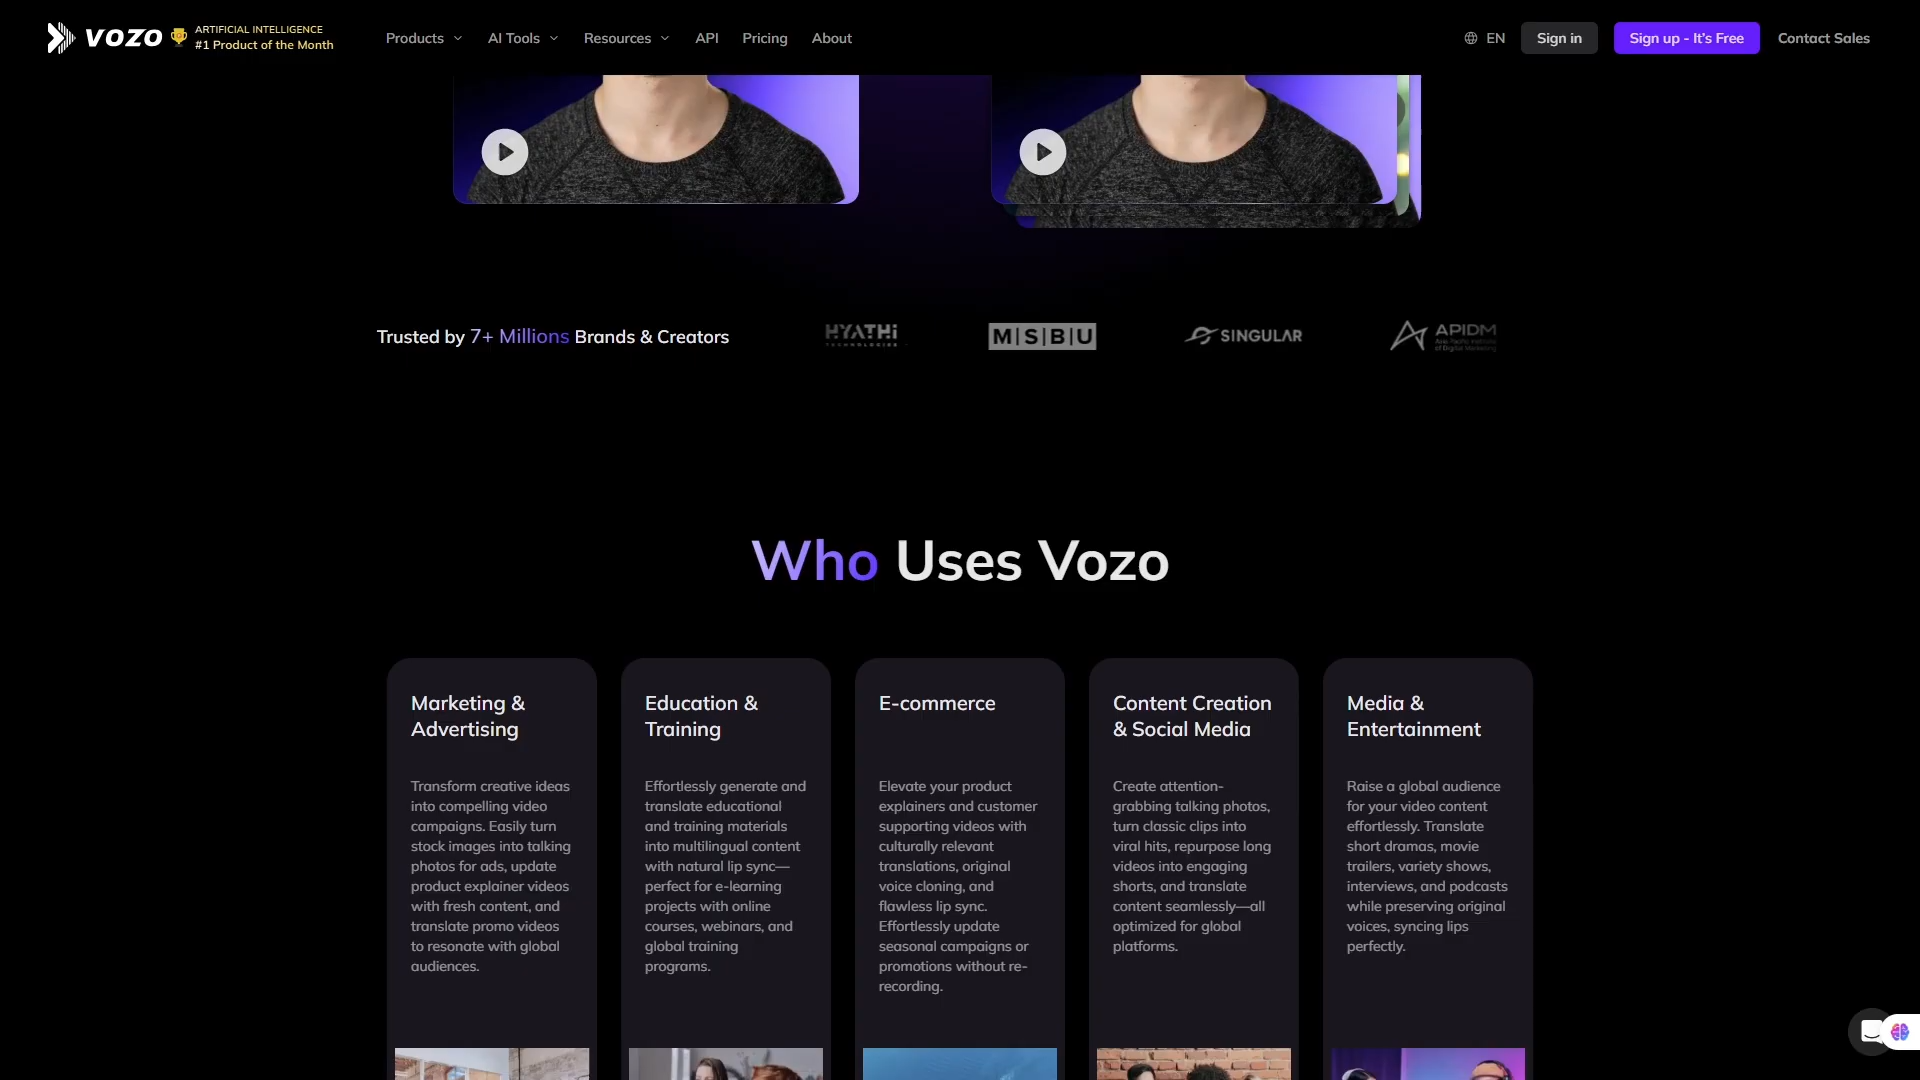 VOZO
ARTIFICIAL INTELLIGENCE
#1 Product of the Month
Products
AI Tools
Resources
API
Pricing
About
EN
Sign in
Sign up - It's Free
Contact Sales
Trusted by 7+ Millions Brands & Creators
HYATHI
TECHNOLOGIES
M|S|B|U
SINGULAR
APIDM
Asia Pacific Institute
of Digital Marketing
Who Uses Vozo
Marketing &
Advertising
Transform creative ideas
into compelling video
campaigns. Easily turn
stock images into talking
photos for ads, update
product explainer videos
with fresh content, and
translate promo videos
to resonate with global
audiences.
Education &
Training
Effortlessly generate and
translate educational
and training materials
into multilingual content
with natural lip sync—
perfect for e-learning
projects with online
courses, webinars, and
global training
programs.
E-commerce
Elevate your product
explainers and customer
supporting videos with
culturally relevant
translations, original
voice cloning, and
flawless lip sync.
Effortlessly update
seasonal campaigns or
promotions without re-
recording.
Content Creation
& Social Media
Create attention-
grabbing talking photos,
turn classic clips into
viral hits, repurpose long
videos into engaging
shorts, and translate
content seamlessly—all
optimized for global
platforms.
Media &
Entertainment
Raise a global audience
for your video content
effortlessly. Translate
short dramas, movie
trailers, variety shows,
interviews, and podcasts
while preserving original
voices, syncing lips
perfectly.